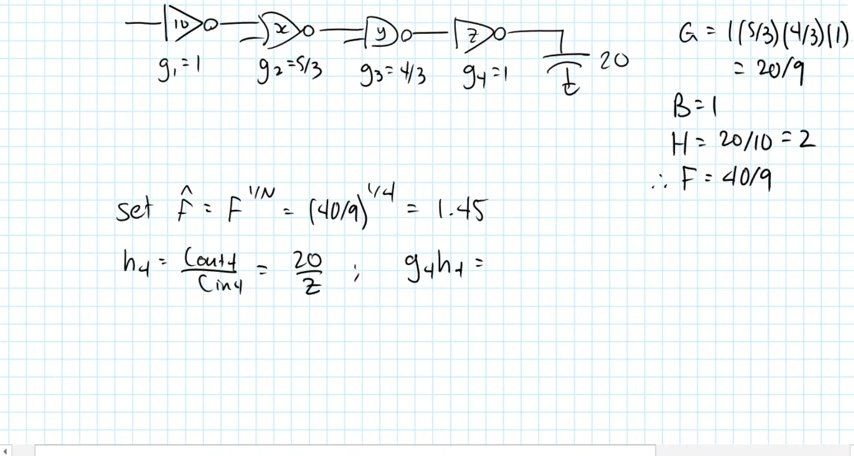 10 x y z 20
g₁=1 g₂=5/3 g₃=4/3 g₄=1
G = 1(5/3)(4/3)(1)
= 20/9
B=1
H = 20/10 = 2
∴ F = 40/9
set f̂ = F^1/N = (40/9)^1/4 = 1.45
h₄ = Cout4/Cin4 = 20/z ; g₄h₄ =